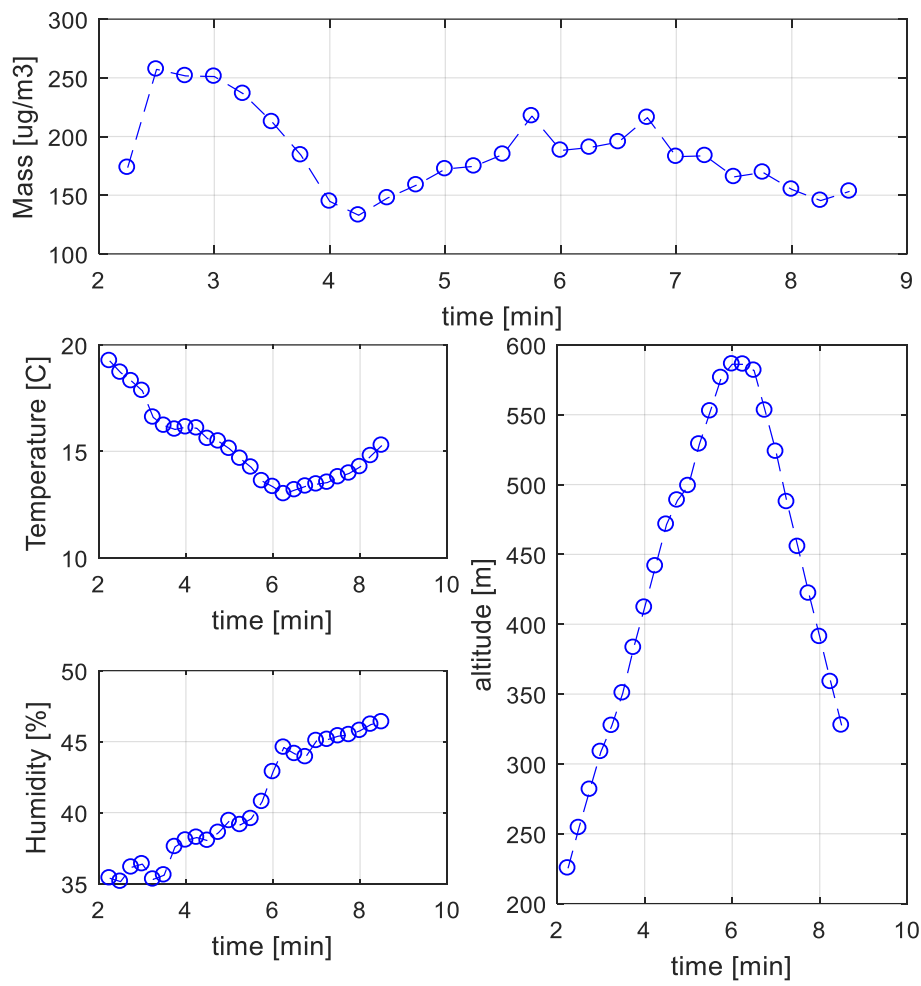 300
250
200
150
100
Mass [ug/m3]
2 3 4 5 6 7 8 9
time [min]
20
15
10
Temperature [C]
2 4 6 8 10
time [min]
50
45
40
35
Humidity [%]
2 4 6 8 10
time [min]
600
550
500
450
400
350
300
250
200
altitude [m]
2 4 6 8 10
time [min]